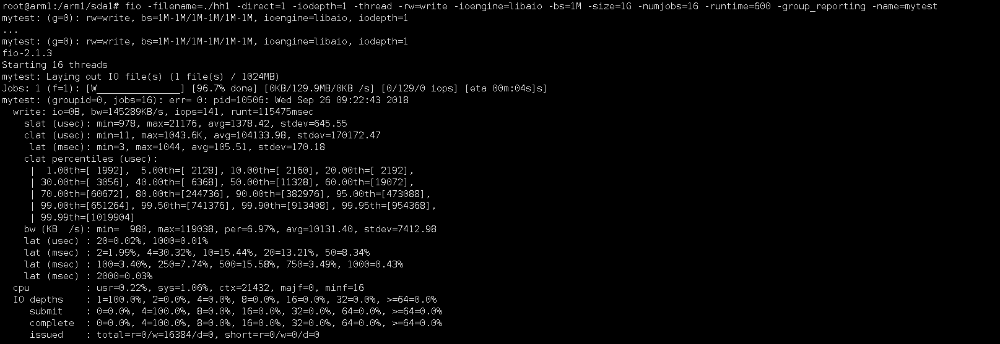 root@arm1:/arm1/sda1# fio -filename=./hh1 -direct=1 -iodepth=1 -thread -rw=write -ioengine=libaio -bs=1M -size=1G -numjobs=16 -runtime=600 -group_reporting -name=mytest
mytest: (g=0): rw=write, bs=1M-1M/1M-1M/1M-1M, ioengine=libaio, iodepth=1
...
mytest: (g=0): rw=write, bs=1M-1M/1M-1M/1M-1M, ioengine=libaio, iodepth=1
fio-2.1.3
Starting 16 threads
mytest: Laying out IO file(s) (1 file(s) / 1024MB)
Jobs: 1 (f=1): [W_______________] [96.7% done] [0KB/129.9MB/0KB /s] [0/129/0 iops] [eta 00m:04s]s]
mytest: (groupid=0, jobs=16): err= 0: pid=10506: Wed Sep 26 09:22:43 2018
  write: io=0B, bw=145289KB/s, iops=141, runt=115475msec
    slat (usec): min=978, max=21176, avg=1378.42, stdev=645.55
    clat (usec): min=11, max=1043.6K, avg=104133.98, stdev=170172.47
     lat (msec): min=3, max=1044, avg=105.51, stdev=170.18
    clat percentiles (usec):
     |  1.00th=[ 1992],  5.00th=[ 2128], 10.00th=[ 2160], 20.00th=[ 2192],
     | 30.00th=[ 3056], 40.00th=[ 6368], 50.00th=[11328], 60.00th=[19072],
     | 70.00th=[60672], 80.00th=[244736], 90.00th=[382976], 95.00th=[473088],
     | 99.00th=[651264], 99.50th=[741376], 99.90th=[913408], 99.95th=[954368],
     | 99.99th=[1019904]
    bw (KB  /s): min=  980, max=119038, per=6.97%, avg=10131.40, stdev=7412.98
    lat (usec) : 20=0.02%, 1000=0.01%
    lat (msec) : 2=1.99%, 4=30.32%, 10=15.44%, 20=13.21%, 50=8.34%
    lat (msec) : 100=3.40%, 250=7.74%, 500=15.58%, 750=3.49%, 1000=0.43%
    lat (msec) : 2000=0.03%
  cpu          : usr=0.22%, sys=1.06%, ctx=21432, majf=0, minf=16
  IO depths    : 1=100.0%, 2=0.0%, 4=0.0%, 8=0.0%, 16=0.0%, 32=0.0%, >=64=0.0%
     submit    : 0=0.0%, 4=100.0%, 8=0.0%, 16=0.0%, 32=0.0%, 64=0.0%, >=64=0.0%
     complete  : 0=0.0%, 4=100.0%, 8=0.0%, 16=0.0%, 32=0.0%, 64=0.0%, >=64=0.0%
     issued    : total=r=0/w=16384/d=0, short=r=0/w=0/d=0